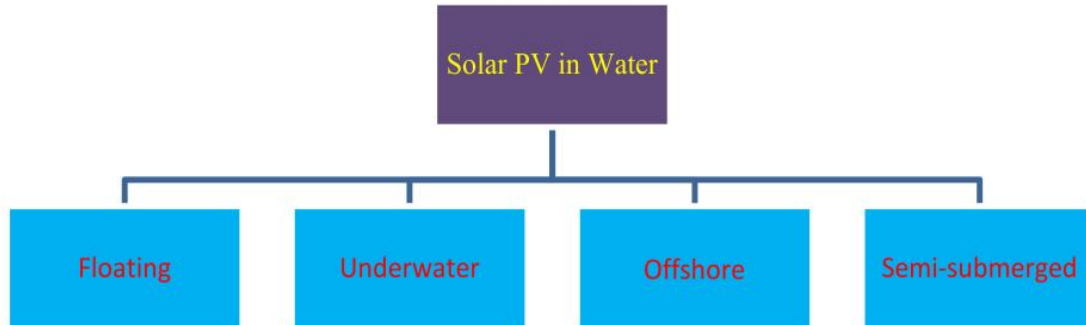 Solar PV in Water
Floating
Underwater
Offshore
Semi-submerged